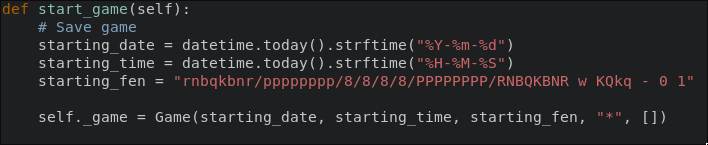 def start_game(self):
    # Save game
    starting_date = datetime.today().strftime("%Y-%m-%d")
    starting_time = datetime.today().strftime("%H-%M-%S")
    starting_fen = "rnbqkbnr/pppppppp/8/8/8/8/PPPPPPPP/RNBQKBNR w KQkq - 0 1"
    self._game = Game(starting_date, starting_time, starting_fen, "*", [])